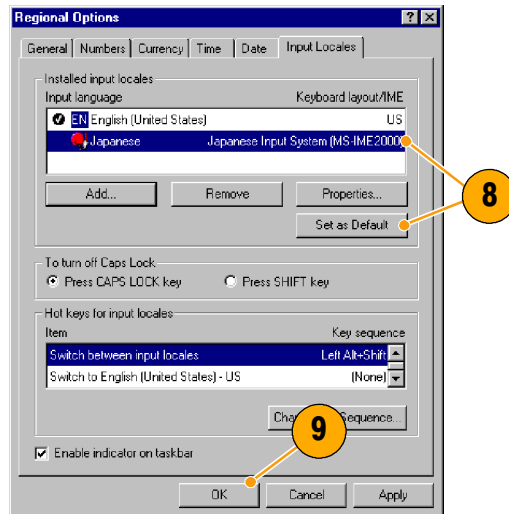 Regional Options
General Numbers Currency Time Date Input Locales
Installed input locales
Input language Keyboard layout/IME
EN English (United States) US
Japanese Japanese Input System (MS-IME2000)
8
Add... Remove Properties...
Set as Default
To turn off Caps Lock
Press CAPS LOCK key Press SHIFT key
Hot keys for input locales
Item Key sequence
Switch between input locales Left Alt+Shift
Switch to English (United States) - US (None)
Sequence...
9
Enable indicator on taskbar
OK Cancel Apply